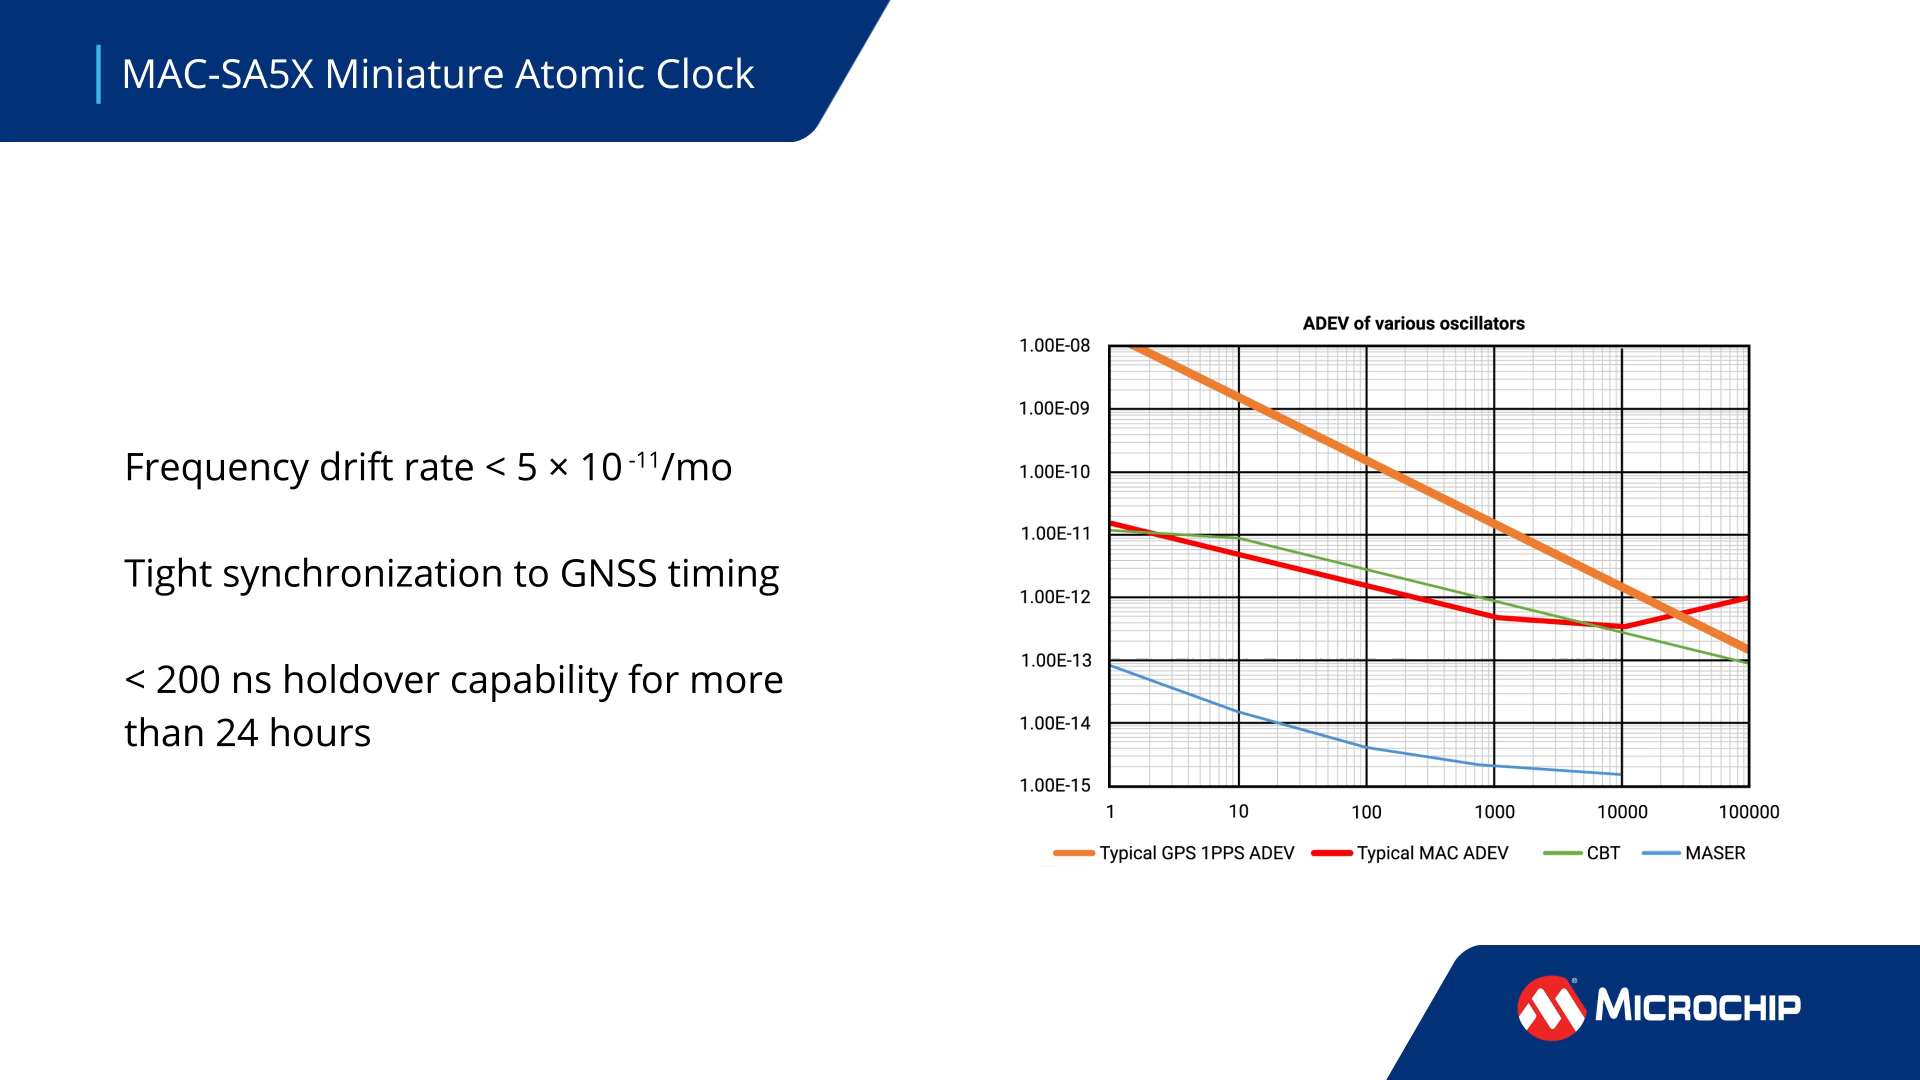 MAC-SA5X Miniature Atomic Clock
Frequency drift rate < 5 × 10 -11/mo
Tight synchronization to GNSS timing
< 200 ns holdover capability for more
than 24 hours
ADEV of various oscillators
1.00E-08
1.00E-09
1.00E-10
1.00E-11
1.00E-12
1.00E-13
1.00E-14
1.00E-15
1 10 100 1000 10000 100000
Typical GPS 1PPS ADEV Typical MAC ADEV CBT MASER
® MICROCHIP